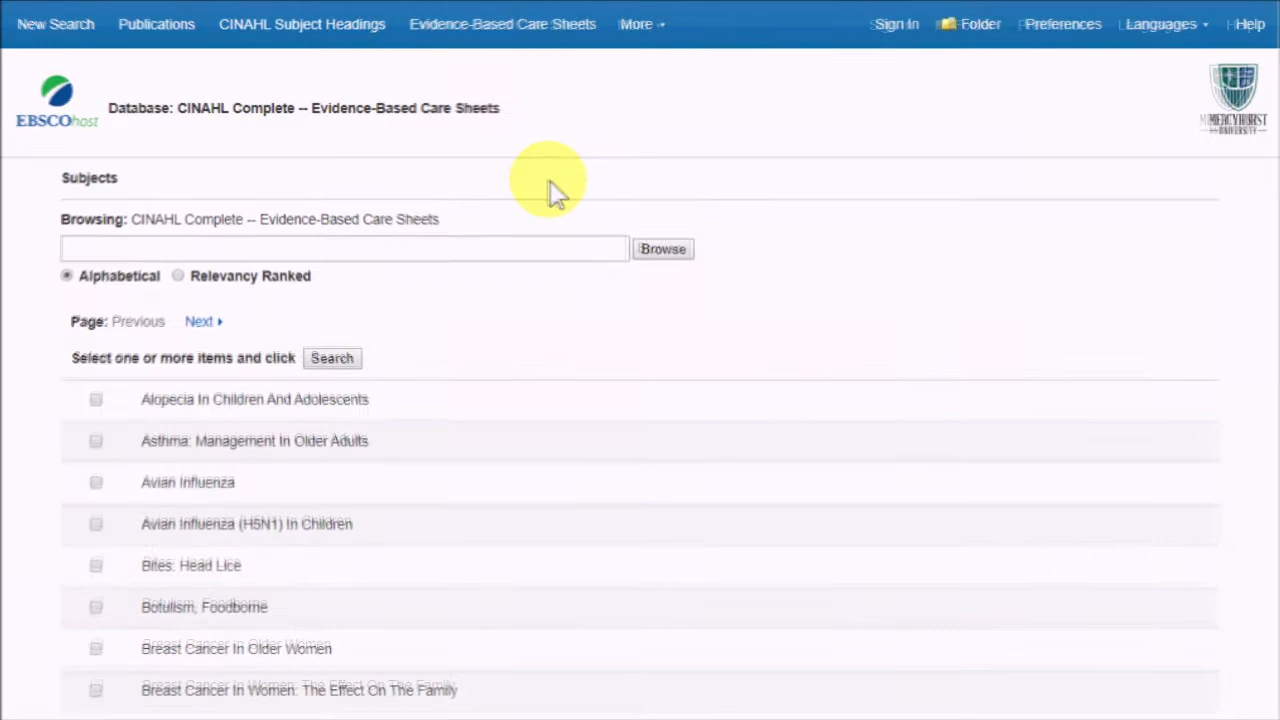 New Search Publications CINAHL Subject Headings Evidence-Based Care Sheets More Sign In Folder Preferences Languages Help
EBSCOhost
Database: CINAHL Complete -- Evidence-Based Care Sheets
MERCYHURST
UNIVERSITY
Subjects
Browsing: CINAHL Complete -- Evidence-Based Care Sheets
Browse
Alphabetical Relevancy Ranked
Page: Previous Next
Select one or more items and click Search
Alopecia In Children And Adolescents
Asthma: Management In Older Adults
Avian Influenza
Avian Influenza (H5N1) In Children
Bites: Head Lice
Botulism, Foodborne
Breast Cancer In Older Women
Breast Cancer In Women: The Effect On The Family